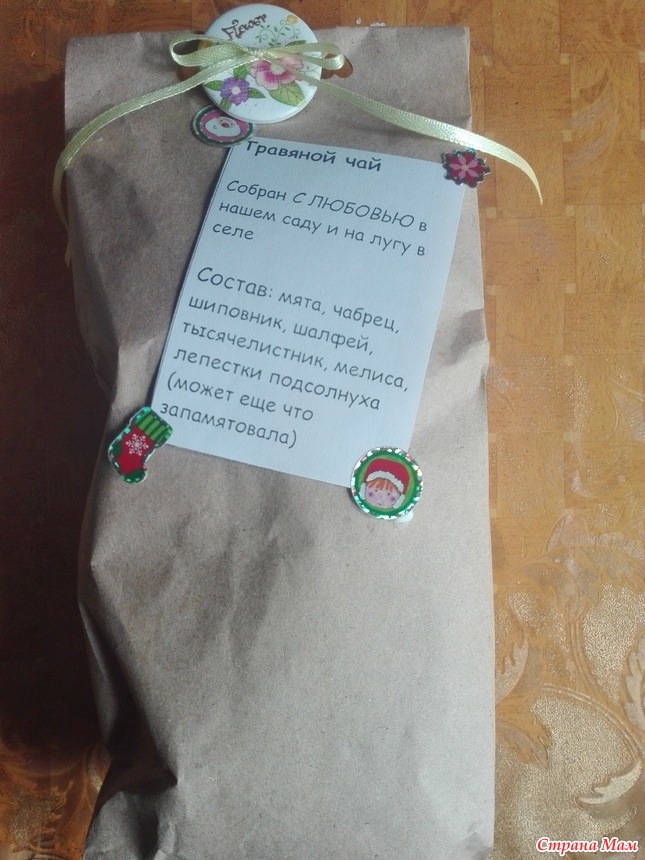 Flower
Травяной чай
Собран С ЛЮБОВЬЮ в
нашем саду и на лугу в
селе
Состав: мята, чабрец,
шиповник, шалфей,
тысячелистник, мелиса,
лепестки подсолнуха
(может еще что
запамятовала)
Страна Мам